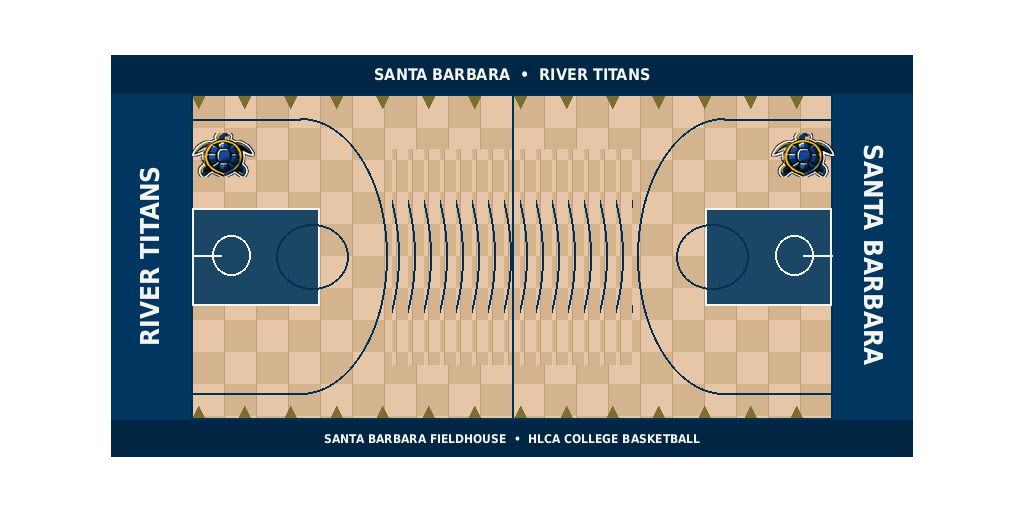 SANTA BARBARA • RIVER TITANS
RIVER TITANS
SANTA BARBARA
SANTA BARBARA FIELDHOUSE • HLCA COLLEGE BASKETBALL